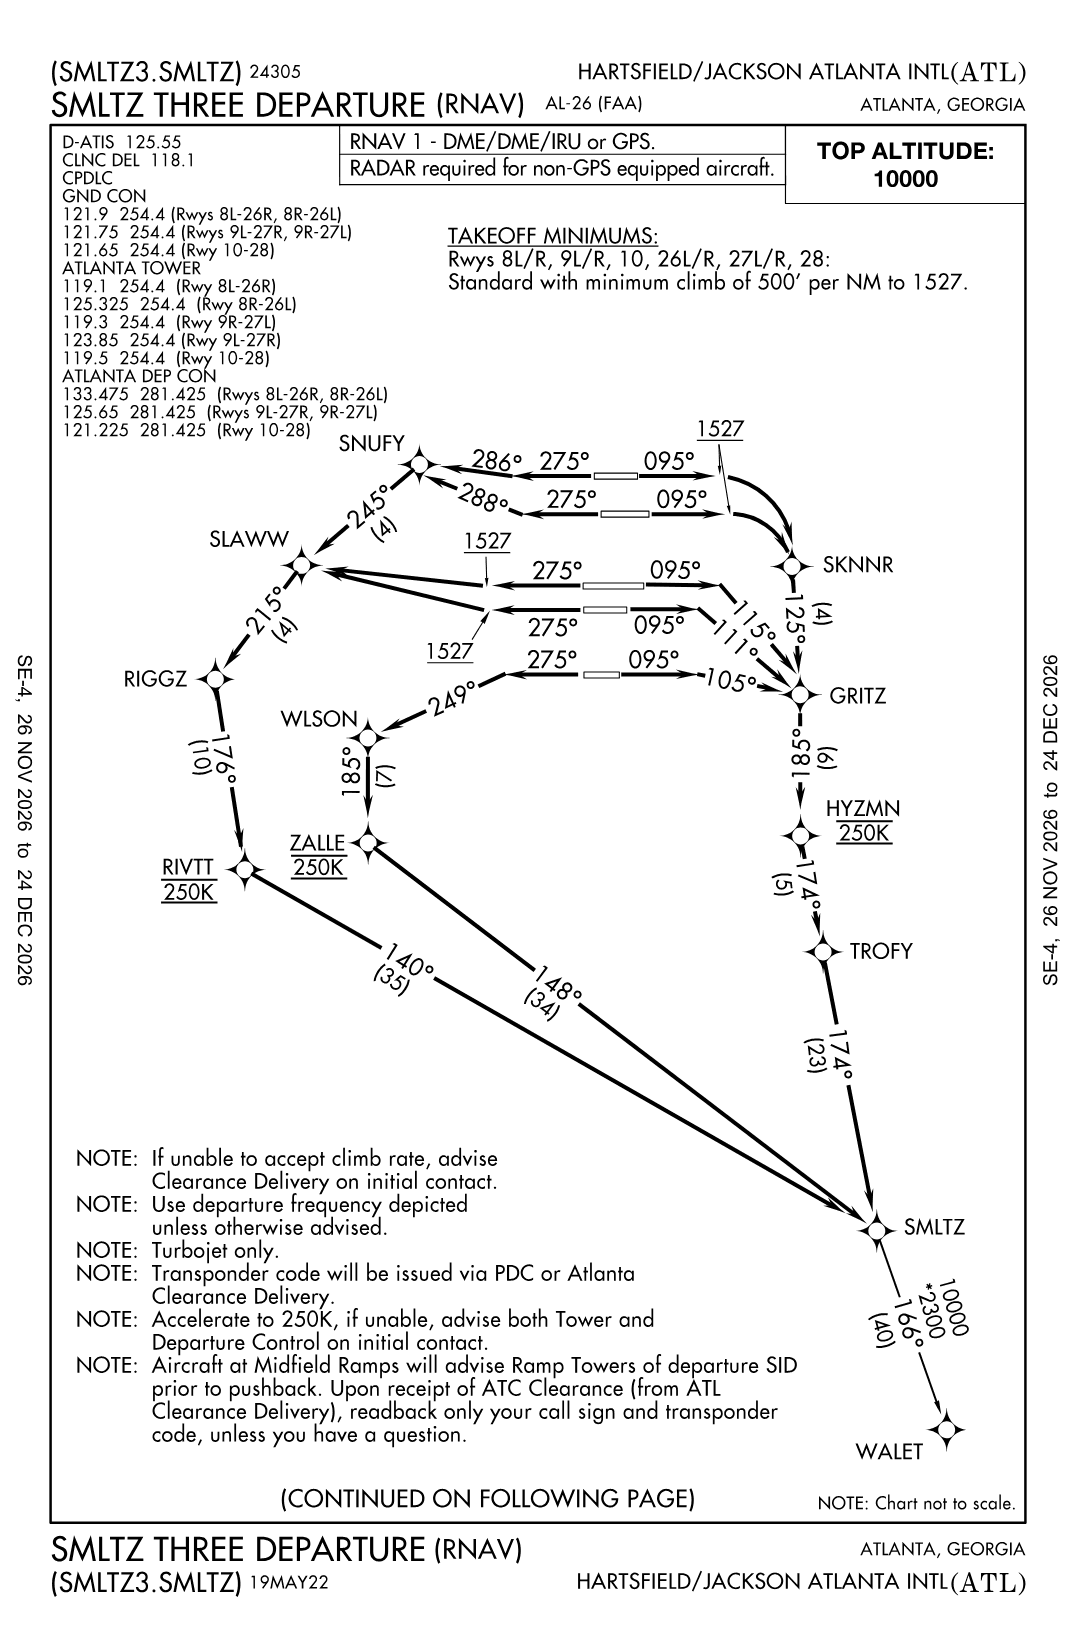 (SMLTZ3.SMLTZ) 24305
HARTSFIELD/JACKSON ATLANTA INTL(ATL)
SMLTZ THREE DEPARTURE (RNAV) AL-26 (FAA)
ATLANTA, GEORGIA
D-ATIS 125.55
CLNC DEL 118.1
CPDLC
GND CON
121.9 254.4 (Rwys 8L-26R, 8R-26L)
121.75 254.4 (Rwys 9L-27R, 9R-27L)
121.65 254.4 (Rwy 10-28)
ATLANTA TOWER
119.1 254.4 (Rwy 8L-26R)
125.325 254.4 (Rwy 8R-26L)
119.3 254.4 (Rwy 9R-27L)
123.85 254.4 (Rwy 9L-27R)
119.5 254.4 (Rwy 10-28)
ATLANTA DEP CON
133.475 281.425 (Rwys 8L-26R, 8R-26L)
125.65 281.425 (Rwys 9L-27R, 9R-27L)
121.225 281.425 (Rwy 10-28)
RNAV 1 - DME/DME/IRU or GPS.
RADAR required for non-GPS equipped aircraft.
TOP ALTITUDE:
10000
TAKEOFF MINIMUMS:
Rwys 8L/R, 9L/R, 10, 26L/R, 27L/R, 28:
Standard with minimum climb of 500' per NM to 1527.
1527
SNUFY
286° 275° 095°
288° 275° 095°
245°
(4)
SLAWW
1527
275° 095°
SKNNR
125°
(4)
115°
215°
(4)
1527
275° 095°
111°
275° 095°
105°
RIGGZ
249°
GRITZ
WLSON
176°
(10)
185°
(7)
185°
(6)
HYZMN
250K
ZALLE
250K
RIVTT
250K
174°
(5)
TROFY
140°
(35)
148°
(34)
174°
(23)
SMLTZ
10000
*2300
166°
(40)
WALET
NOTE: If unable to accept climb rate, advise
Clearance Delivery on initial contact.
NOTE: Use departure frequency depicted
unless otherwise advised.
NOTE: Turbojet only.
NOTE: Transponder code will be issued via PDC or Atlanta
Clearance Delivery.
NOTE: Accelerate to 250K, if unable, advise both Tower and
Departure Control on initial contact.
NOTE: Aircraft at Midfield Ramps will advise Ramp Towers of departure SID
prior to pushback. Upon receipt of ATC Clearance (from ATL
Clearance Delivery), readback only your call sign and transponder
code, unless you have a question.
(CONTINUED ON FOLLOWING PAGE)
NOTE: Chart not to scale.
SE-4, 26 NOV 2026 to 24 DEC 2026
SE-4, 26 NOV 2026 to 24 DEC 2026
SMLTZ THREE DEPARTURE (RNAV)
ATLANTA, GEORGIA
(SMLTZ3.SMLTZ) 19MAY22
HARTSFIELD/JACKSON ATLANTA INTL(ATL)